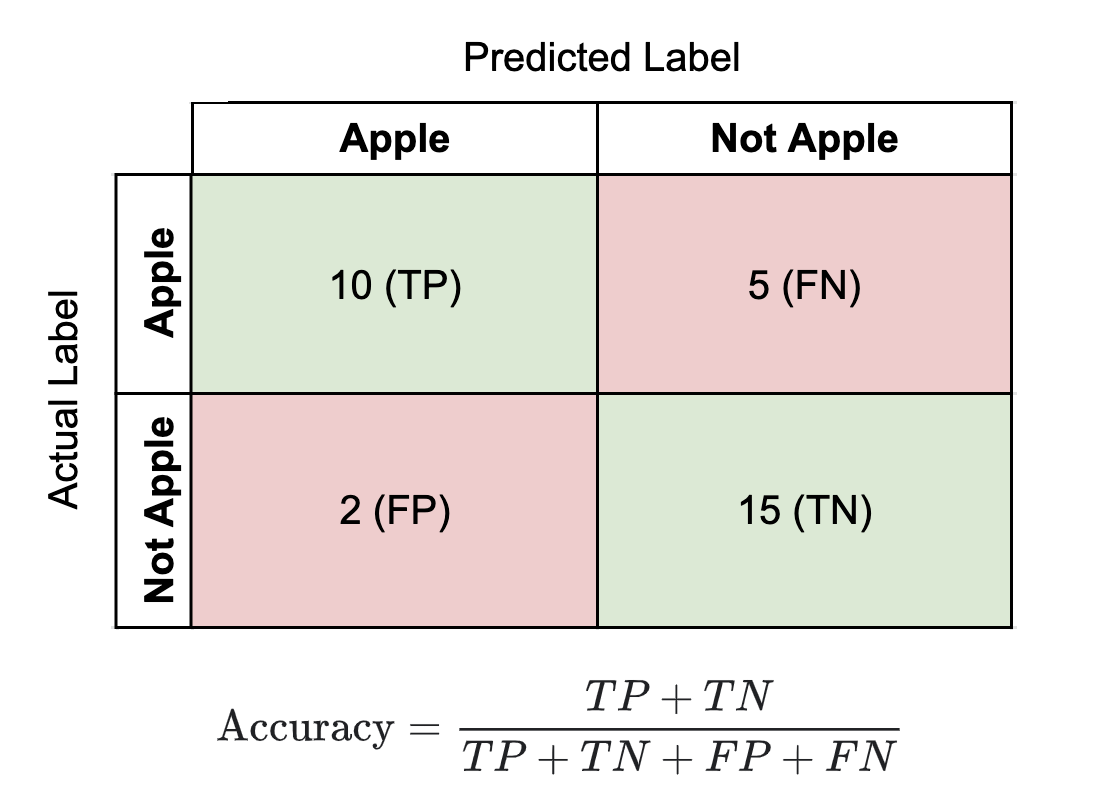 Predicted Label
Apple
Not Apple
Actual Label
Apple
10 (TP)
5 (FN)
Not Apple
2 (FP)
15 (TN)
Accuracy = \frac{TP + TN}{TP + TN + FP + FN}